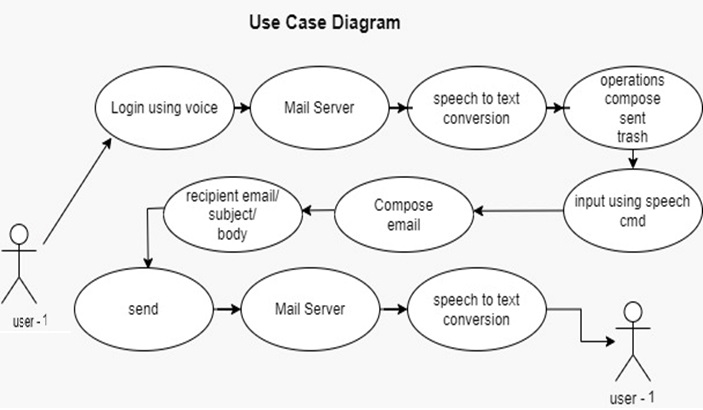 Use Case Diagram
Login using voice
Mail Server
speech to text
conversion
operations
compose
sent
trash
input using speech
cmd
Compose
email
recipient email/
subject/
body
user - 1
send
Mail Server
speech to text
conversion
user - 1